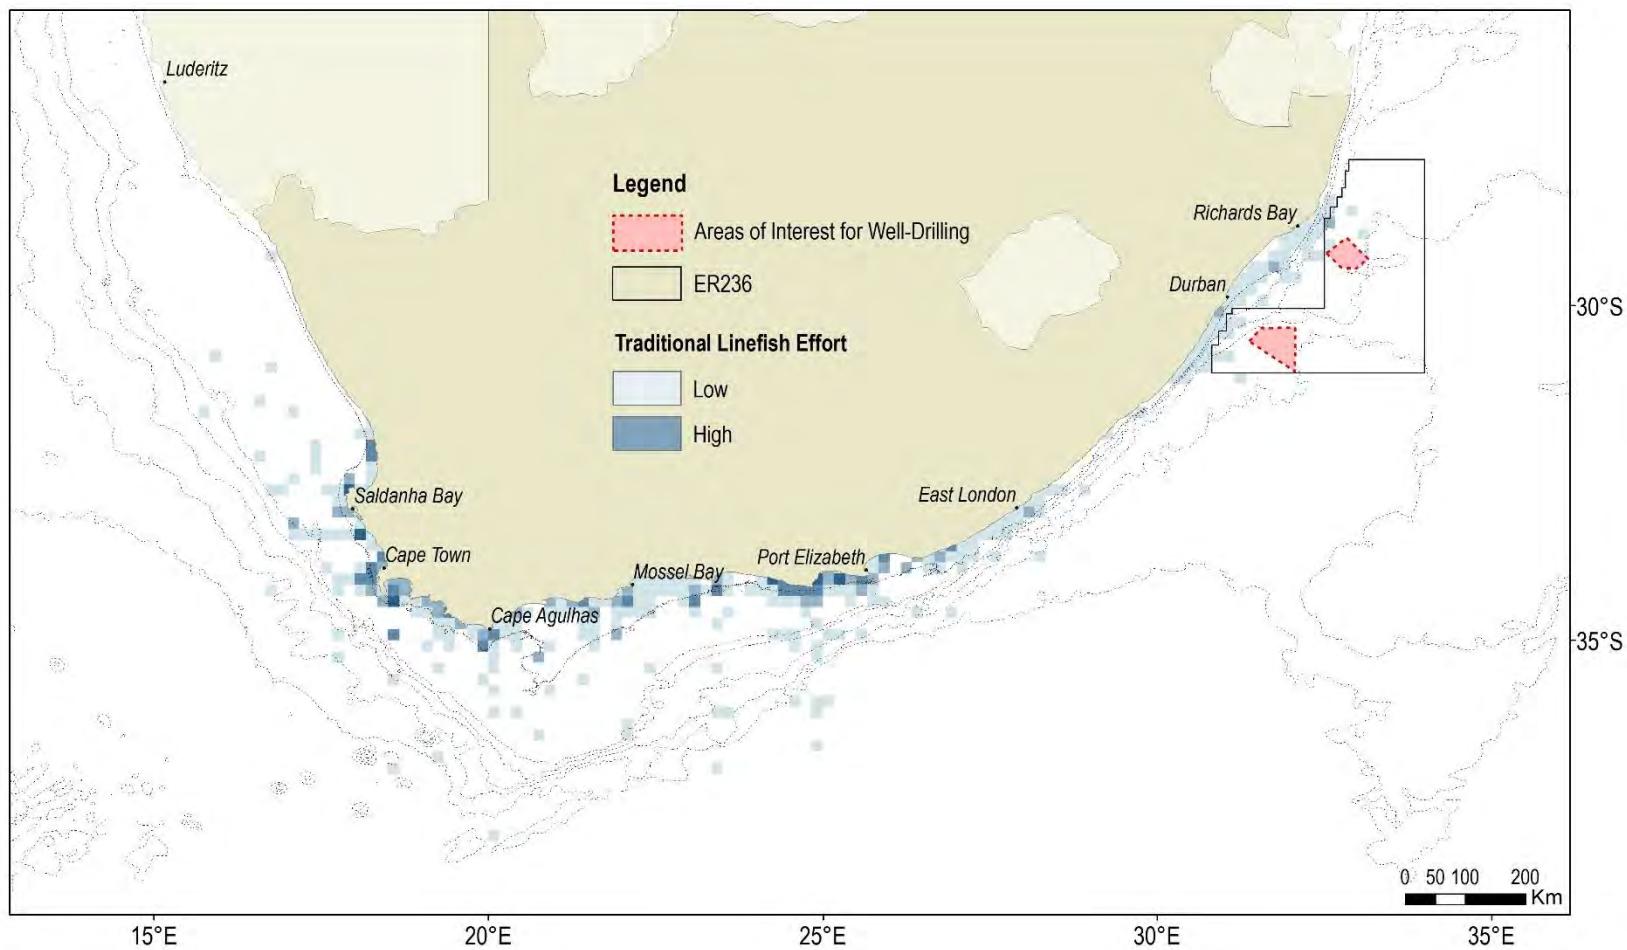 Luderitz
Legend
Areas of Interest for Well-Drilling
ER236
Traditional Linefish Effort
Low
High
Richards Bay
Durban
30°S
Saldanha Bay
East London
Cape Town
Port Elizabeth
Mossel Bay
Cape Agulhas
35°S
0 50 100 200
Km
15°E 20°E 25°E 30°E 35°E